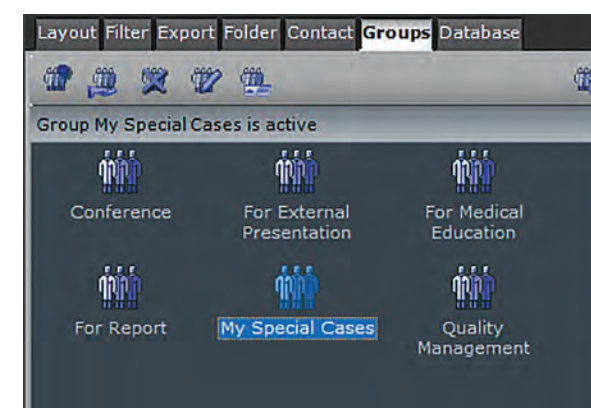 Layout Filter Export Folder Contact Groups Database
Group My Special Cases is active
Conference For External For Medical
Presentation Education
For Report My Special Cases Quality
Management